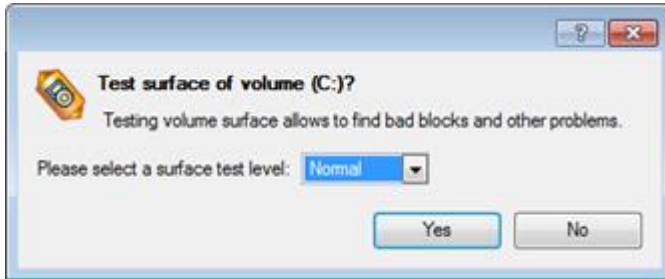 Test surface of volume (C:)?
Testing volume surface allows to find bad blocks and other problems.
Please select a surface test level: Normal
Yes No